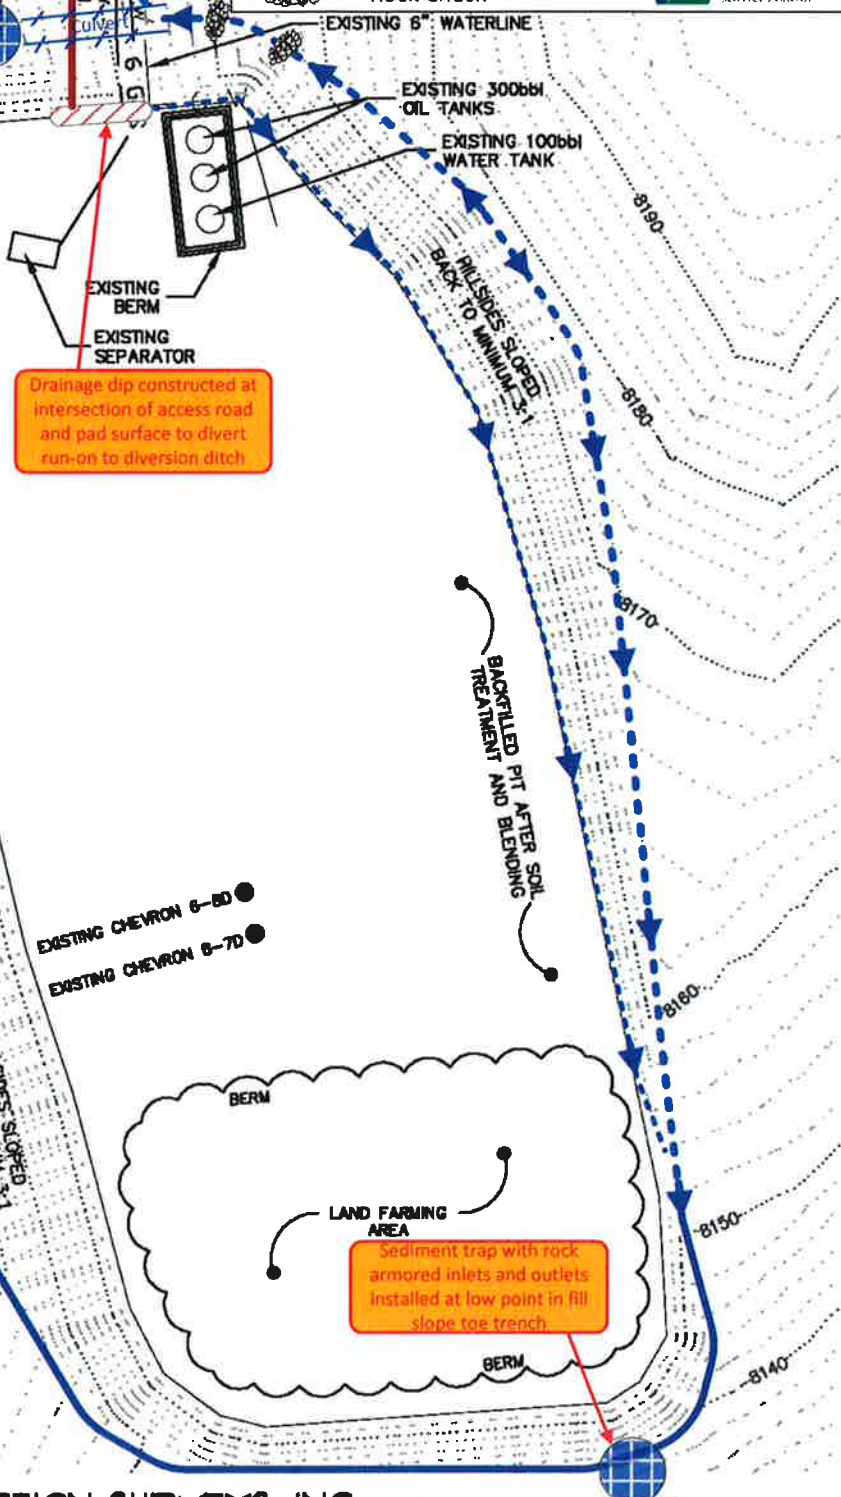 Culvert
EXISTING 6" WATERLINE
6
G
EXISTING 300bbl
OIL TANKS
EXISTING 100bbl
WATER TANK
8190
HILLSIDES SLOPED
BACK TO MINIMUM 3:1
EXISTING
BERM
EXISTING
SEPARATOR
Drainage dip constructed at
intersection of access road
and pad surface to divert
run-on to diversion ditch
8180
8170
BACKFILLED PIT AFTER SOIL
TREATMENT AND BLENDING
EXISTING CHEVRON 6-8D
EXISTING CHEVRON 6-7D
8160
BERM
SLOPED
3:1
LAND FARMING
AREA
8150
Sediment trap with rock
armored inlets and outlets
installed at low point in fill
slope toe trench
BERM
8140